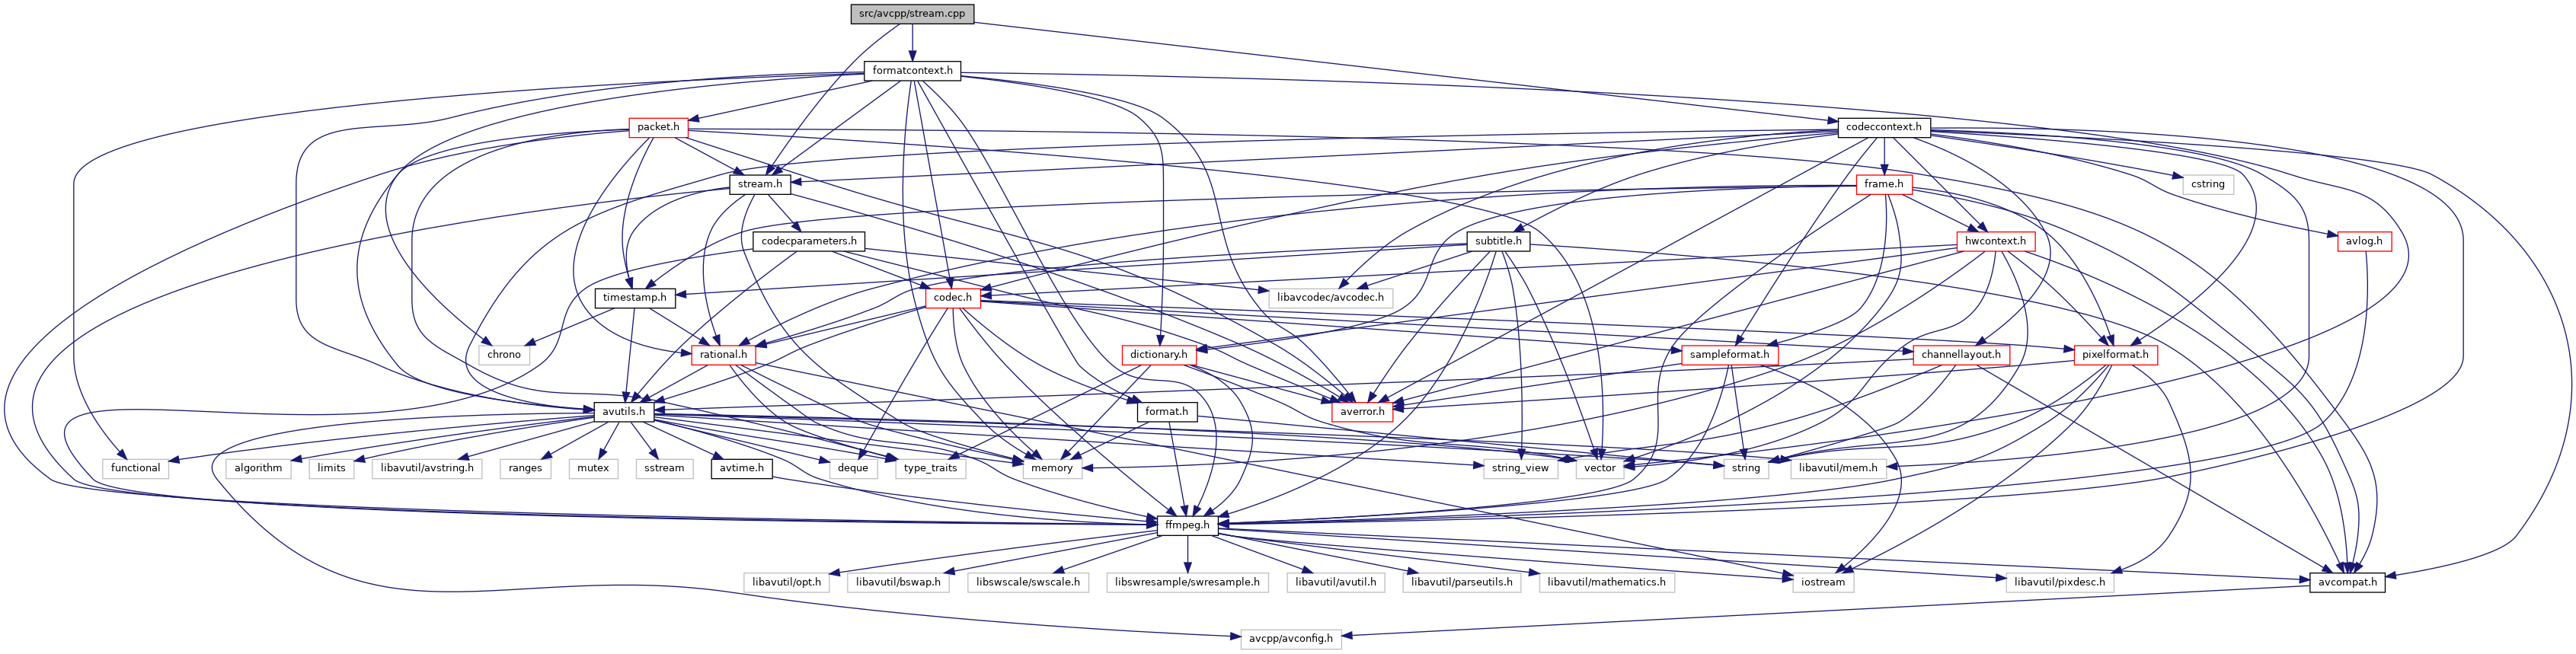 src/avcpp/stream.cpp
formatcontext.h
packet.h
codeccontext.h
stream.h
frame.h
cstring
codecparameters.h
subtitle.h
hwcontext.h
avlog.h
timestamp.h
codec.h
libavcodec/avcodec.h
chrono
rational.h
dictionary.h
sampleformat.h
channellayout.h
pixelformat.h
avutils.h
format.h
averror.h
functional
algorithm
limits
libavutil/avstring.h
ranges
mutex
sstream
avtime.h
deque
type_traits
memory
string_view
vector
string
libavutil/mem.h
ffmpeg.h
libavutil/opt.h
libavutil/bswap.h
libswscale/swscale.h
libswresample/swresample.h
libavutil/avutil.h
libavutil/parseutils.h
libavutil/mathematics.h
iostream
libavutil/pixdesc.h
avcompat.h
avcpp/avconfig.h